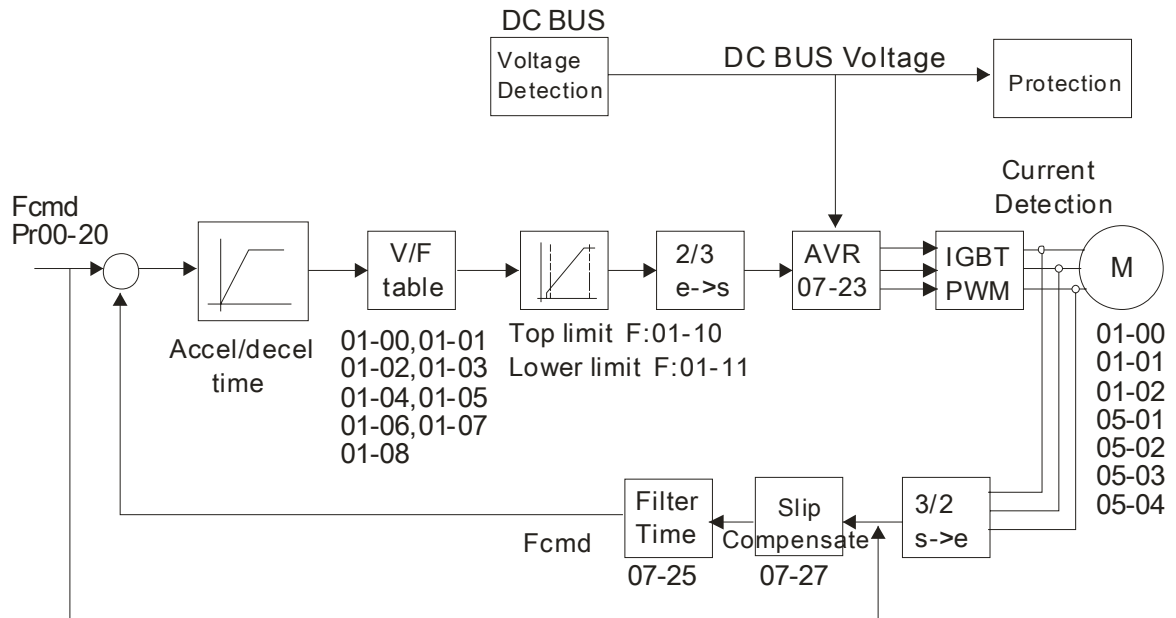 DC BUS
Voltage
Detection
DC BUS Voltage
Protection
Current
Detection
Fcmd
Pr00-20
Accel/decel
time
V/F
table
01-00,01-01
01-02,01-03
01-04,01-05
01-06,01-07
01-08
Top limit F:01-10
Lower limit F:01-11
2/3
e->s
AVR
07-23
IGBT
PWM
M
01-00
01-01
01-02
05-01
05-02
05-03
05-04
Fcmd
Filter
Time
07-25
Slip
Compensate
07-27
3/2
s->e